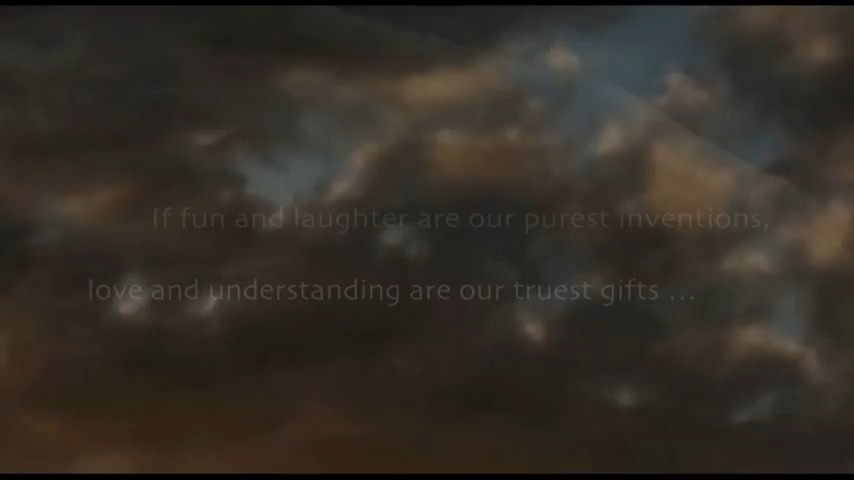 If fun and laughter are our purest inventions,
love and understanding are our truest gifts ...